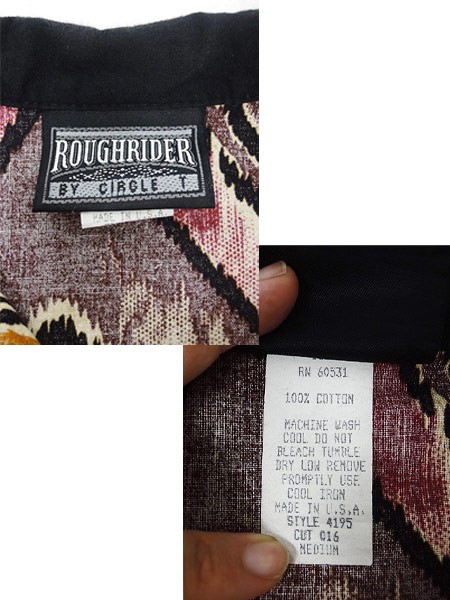 ROUGHRIDER
BY CIRCLE T
MADE IN U.S.A.
RN 60531
100% COTTON
MACHINE WASH
COOL DO NOT
BLEACH TUMBLE
DRY LOW REMOVE
PROMPTLY USE
COOL IRON
MADE IN U.S.A.
STYLE 4195
CUT 016
MEDIUM